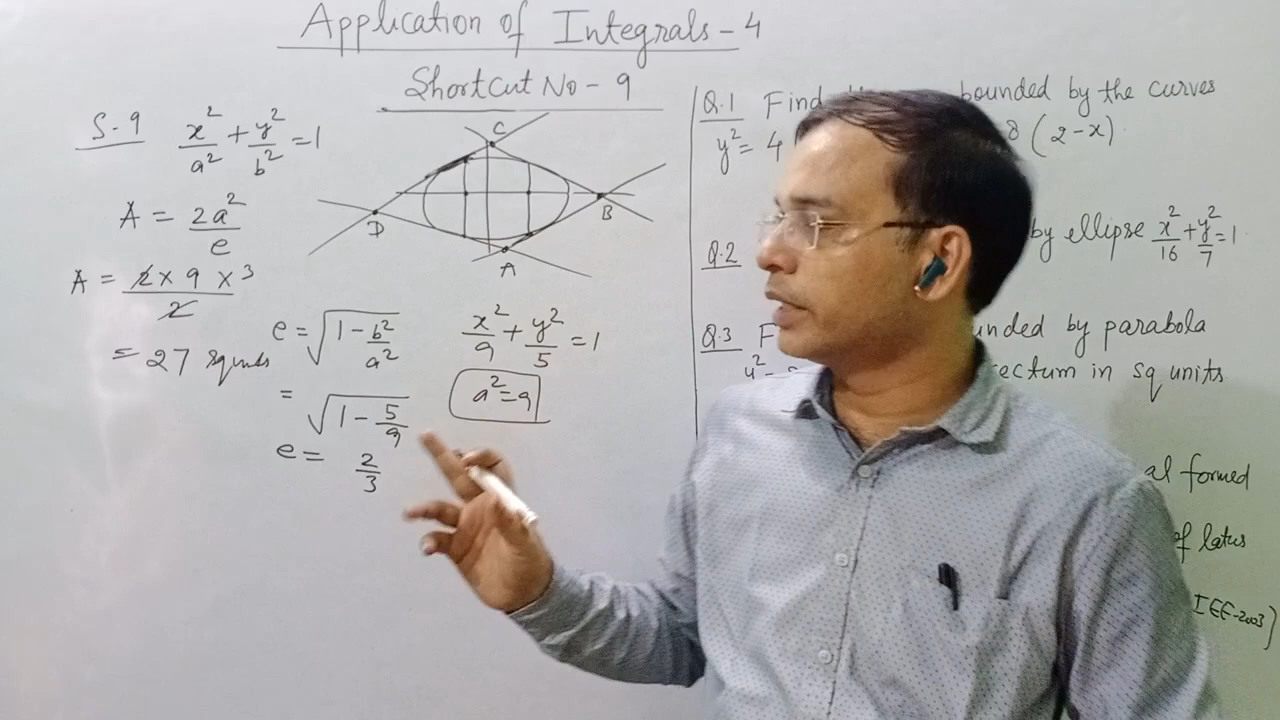 Application of Integrals - 4
Shortcut No - 9
S-9 x²/a² + y²/b² = 1
A = 2a²/e
A = 2 x 9 x 3 / 2
= 27 sq units
C
D
B
A
e = √(1 - b²/a²)
= √(1 - 5/9)
e = 2/3
x²/9 + y²/5 = 1
a² = 9
Q.1 Find bounded by the curves
y² = 4 8 (2-x).
Q.2 by ellipse x²/16 + y²/7 = 1.
Q.3 F unded by parabola
ectum in sq units
al formed
of latus
IEE-2003)